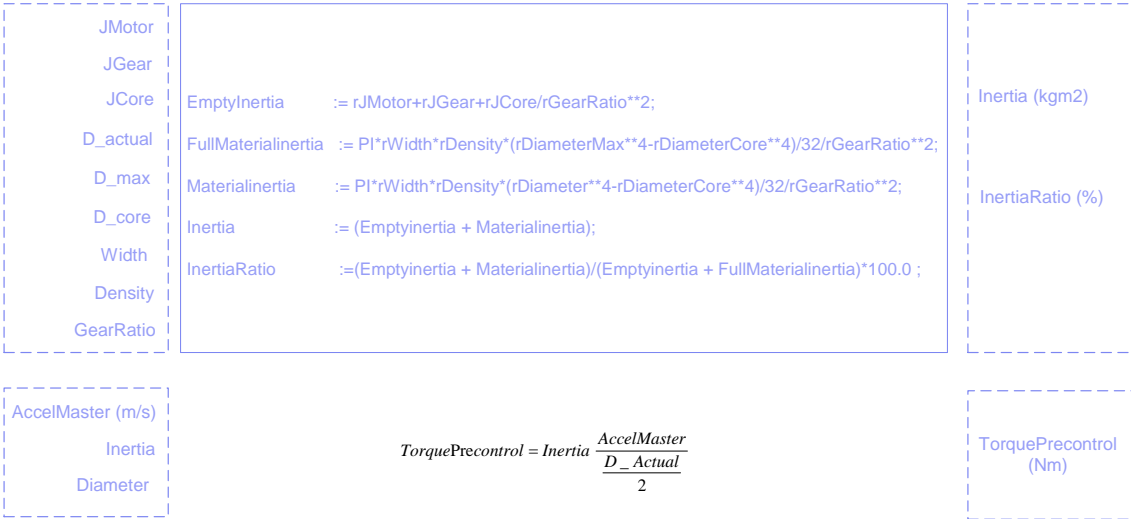 JMotor
JGear
JCore
D_actual
D_max
D_core
Width
Density
GearRatio
EmptyInertia := rJMotor+rJGear+rJCore/rGearRatio**2;
FullMaterialinertia := PI*rWidth*rDensity*(rDiameterMax**4-rDiameterCore**4)/32/rGearRatio**2;
Materialinertia := PI*rWidth*rDensity*(rDiameter**4-rDiameterCore**4)/32/rGearRatio**2;
Inertia := (Emptyinertia + Materialinertia);
InertiaRatio :=(Emptyinertia + Materialinertia)/(Emptyinertia + FullMaterialinertia)*100.0 ;
Inertia (kgm2)
InertiaRatio (%)
AccelMaster (m/s)
Inertia
Diameter
TorquePrecontrol = Inertia AccelMaster
D _ Actual
2
TorquePrecontrol
(Nm)